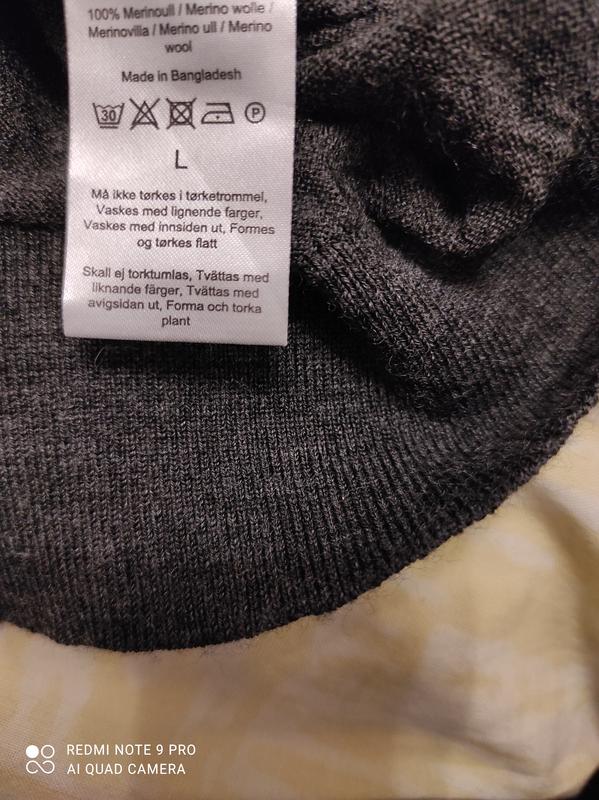 100% Merinoull / Merino wolle /
Merinovilla / Merino ull / Merino
wool
Made in Bangladesh
30
P
L
Må ikke tørkes i tørketrommel,
Vaskes med lignende farger,
Vaskes med innsiden ut, Formes
og tørkes flatt
Skall ej torktumlas, Tvättas med
liknande färger, Tvättas med
avigsidan ut, Forma och torka
plant
REDMI NOTE 9 PRO
AI QUAD CAMERA